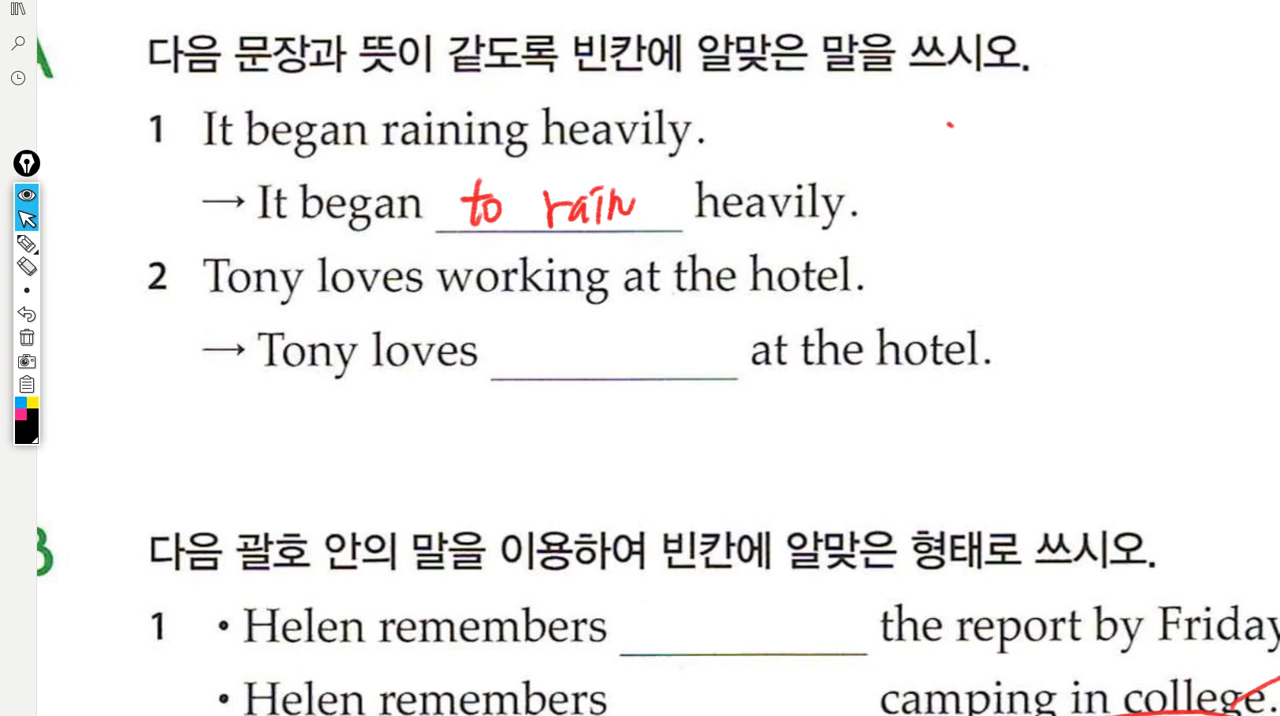 다음 문장과 뜻이 같도록 빈칸에 알맞은 말을 쓰시오.
1 It began raining heavily.
→ It began to rain heavily.
2 Tony loves working at the hotel.
→ Tony loves at the hotel.
B
다음 괄호 안의 말을 이용하여 빈칸에 알맞은 형태로 쓰시오.
1 • Helen remembers the report by Friday
• Helen remembers camping in college.